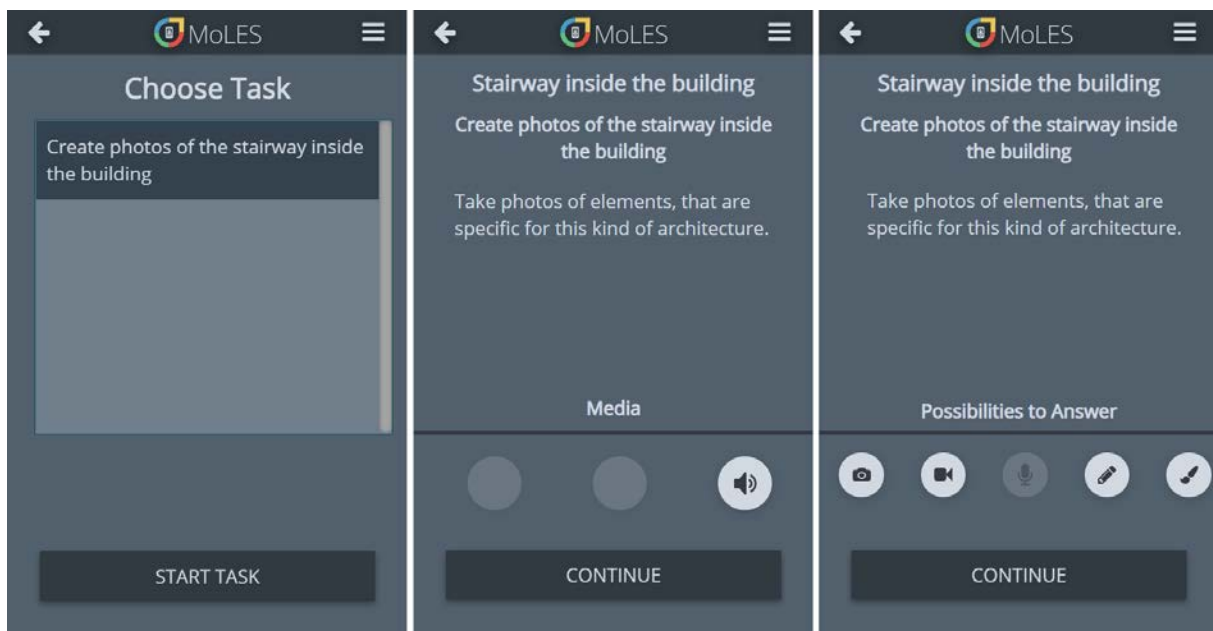 MoLES
Choose Task
Create photos of the stairway inside
the building
START TASK
MoLES
Stairway inside the building
Create photos of the stairway inside
the building
Take photos of elements, that are
specific for this kind of architecture.
Media
CONTINUE
MoLES
Stairway inside the building
Create photos of the stairway inside
the building
Take photos of elements, that are
specific for this kind of architecture.
Possibilities to Answer
CONTINUE